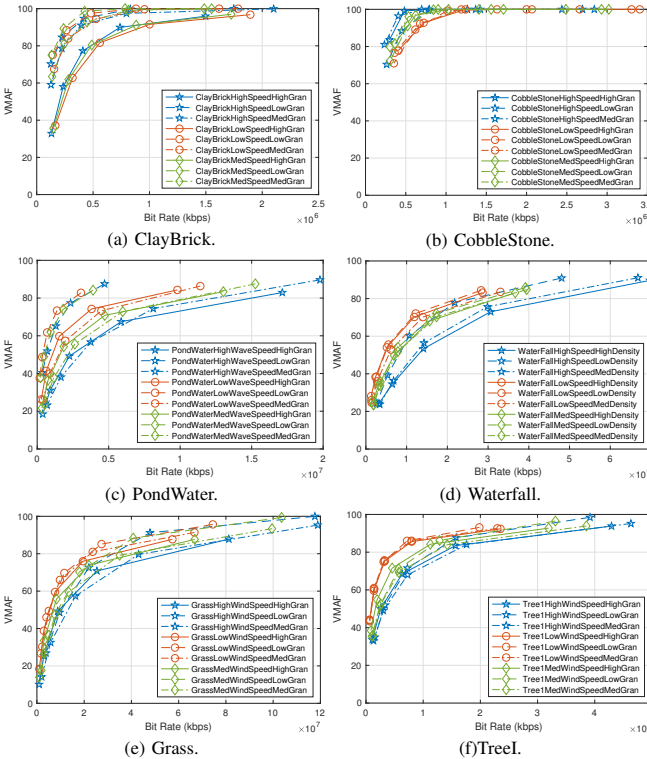 100
80
60
40
20
0
VMAF
ClayBrickHighSpeedHighGran
ClayBrickHighSpeedLowGran
ClayBrickHighSpeedMedGran
ClayBrickLowSpeedHighGran
ClayBrickLowSpeedLowGran
ClayBrickLowSpeedMedGran
ClayBrickMedSpeedHighGran
ClayBrickMedSpeedLowGran
ClayBrickMedSpeedMedGran
0 0.5 1 1.5 2 2.5
Bit Rate (kbps) ×10^6
(a) ClayBrick.
100
80
60
40
20
0
VMAF
CobbleStoneHighSpeedHighGran
CobbleStoneHighSpeedLowGran
CobbleStoneHighSpeedMedGran
CobbleStoneLowSpeedHighGran
CobbleStoneLowSpeedLowGran
CobbleStoneLowSpeedMedGran
CobbleStoneMedSpeedHighGran
CobbleStoneMedSpeedLowGran
CobbleStoneMedSpeedMedGran
0 0.5 1 1.5 2 2.5 3 3.5
Bit Rate (kbps) ×10^6
(b) CobbleStone.
100
80
60
40
20
0
VMAF
PondWaterHighWaveSpeedHighGran
PondWaterHighWaveSpeedLowGran
PondWaterHighWaveSpeedMedGran
PondWaterLowWaveSpeedHighGran
PondWaterLowWaveSpeedLowGran
PondWaterLowWaveSpeedMedGran
PondWaterMedWaveSpeedHighGran
PondWaterMedWaveSpeedLowGran
PondWaterMedWaveSpeedMedGran
0 5 10 15 20
Bit Rate (kbps) ×10^7
(c) PondWater.
100
80
60
40
20
0
VMAF
WaterFallHighSpeedHighDensity
WaterFallHighSpeedLowDensity
WaterFallHighSpeedMedDensity
WaterFallLowSpeedHighDensity
WaterFallLowSpeedLowDensity
WaterFallLowSpeedMedDensity
WaterFallMedSpeedHighDensity
WaterFallMedSpeedLowDensity
WaterFallMedSpeedMedDensity
0 2 4 6
Bit Rate (kbps)
(d) Waterfall.
100
80
60
40
20
0
VMAF
GrassHighWindSpeedHighGran
GrassHighWindSpeedLowGran
GrassHighWindSpeedMedGran
GrassLowWindSpeedHighGran
GrassLowWindSpeedLowGran
GrassLowWindSpeedMedGran
GrassMedWindSpeedHighGran
GrassMedWindSpeedLowGran
GrassMedWindSpeedMedGran
0 2 4 6 8 10 12
Bit Rate (kbps) ×10^7
(e) Grass.
100
80
60
40
20
0
VMAF
Tree1HighWindSpeedHighGran
Tree1HighWindSpeedLowGran
Tree1HighWindSpeedMedGran
Tree1LowWindSpeedHighGran
Tree1LowWindSpeedLowGran
Tree1LowWindSpeedMedGran
Tree1MedWindSpeedHighGran
Tree1MedWindSpeedLowGran
Tree1MedWindSpeedMedGran
0 1 2 3 4
Bit Rate (kbps)
(f)TreeI.